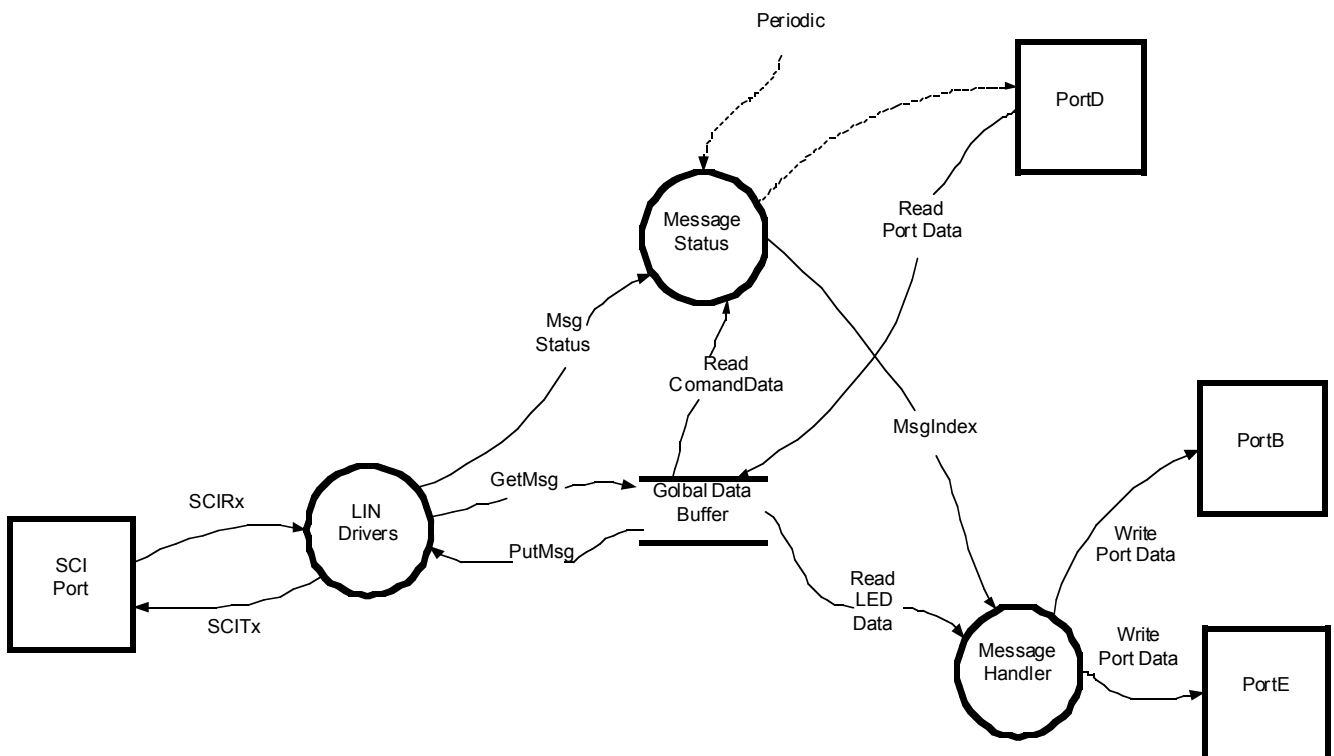 Periodic
PortD
Message
Status
Read
Port Data
Msg
Status
Read
ComandData
MsgIndex
PortB
GetMsg
Golbal Data
Buffer
SCIRx
LIN
Drivers
PutMsg
Write
Port Data
SCI
Port
Read
LED
Data
SCITx
Message
Handler
Write
Port Data
PortE